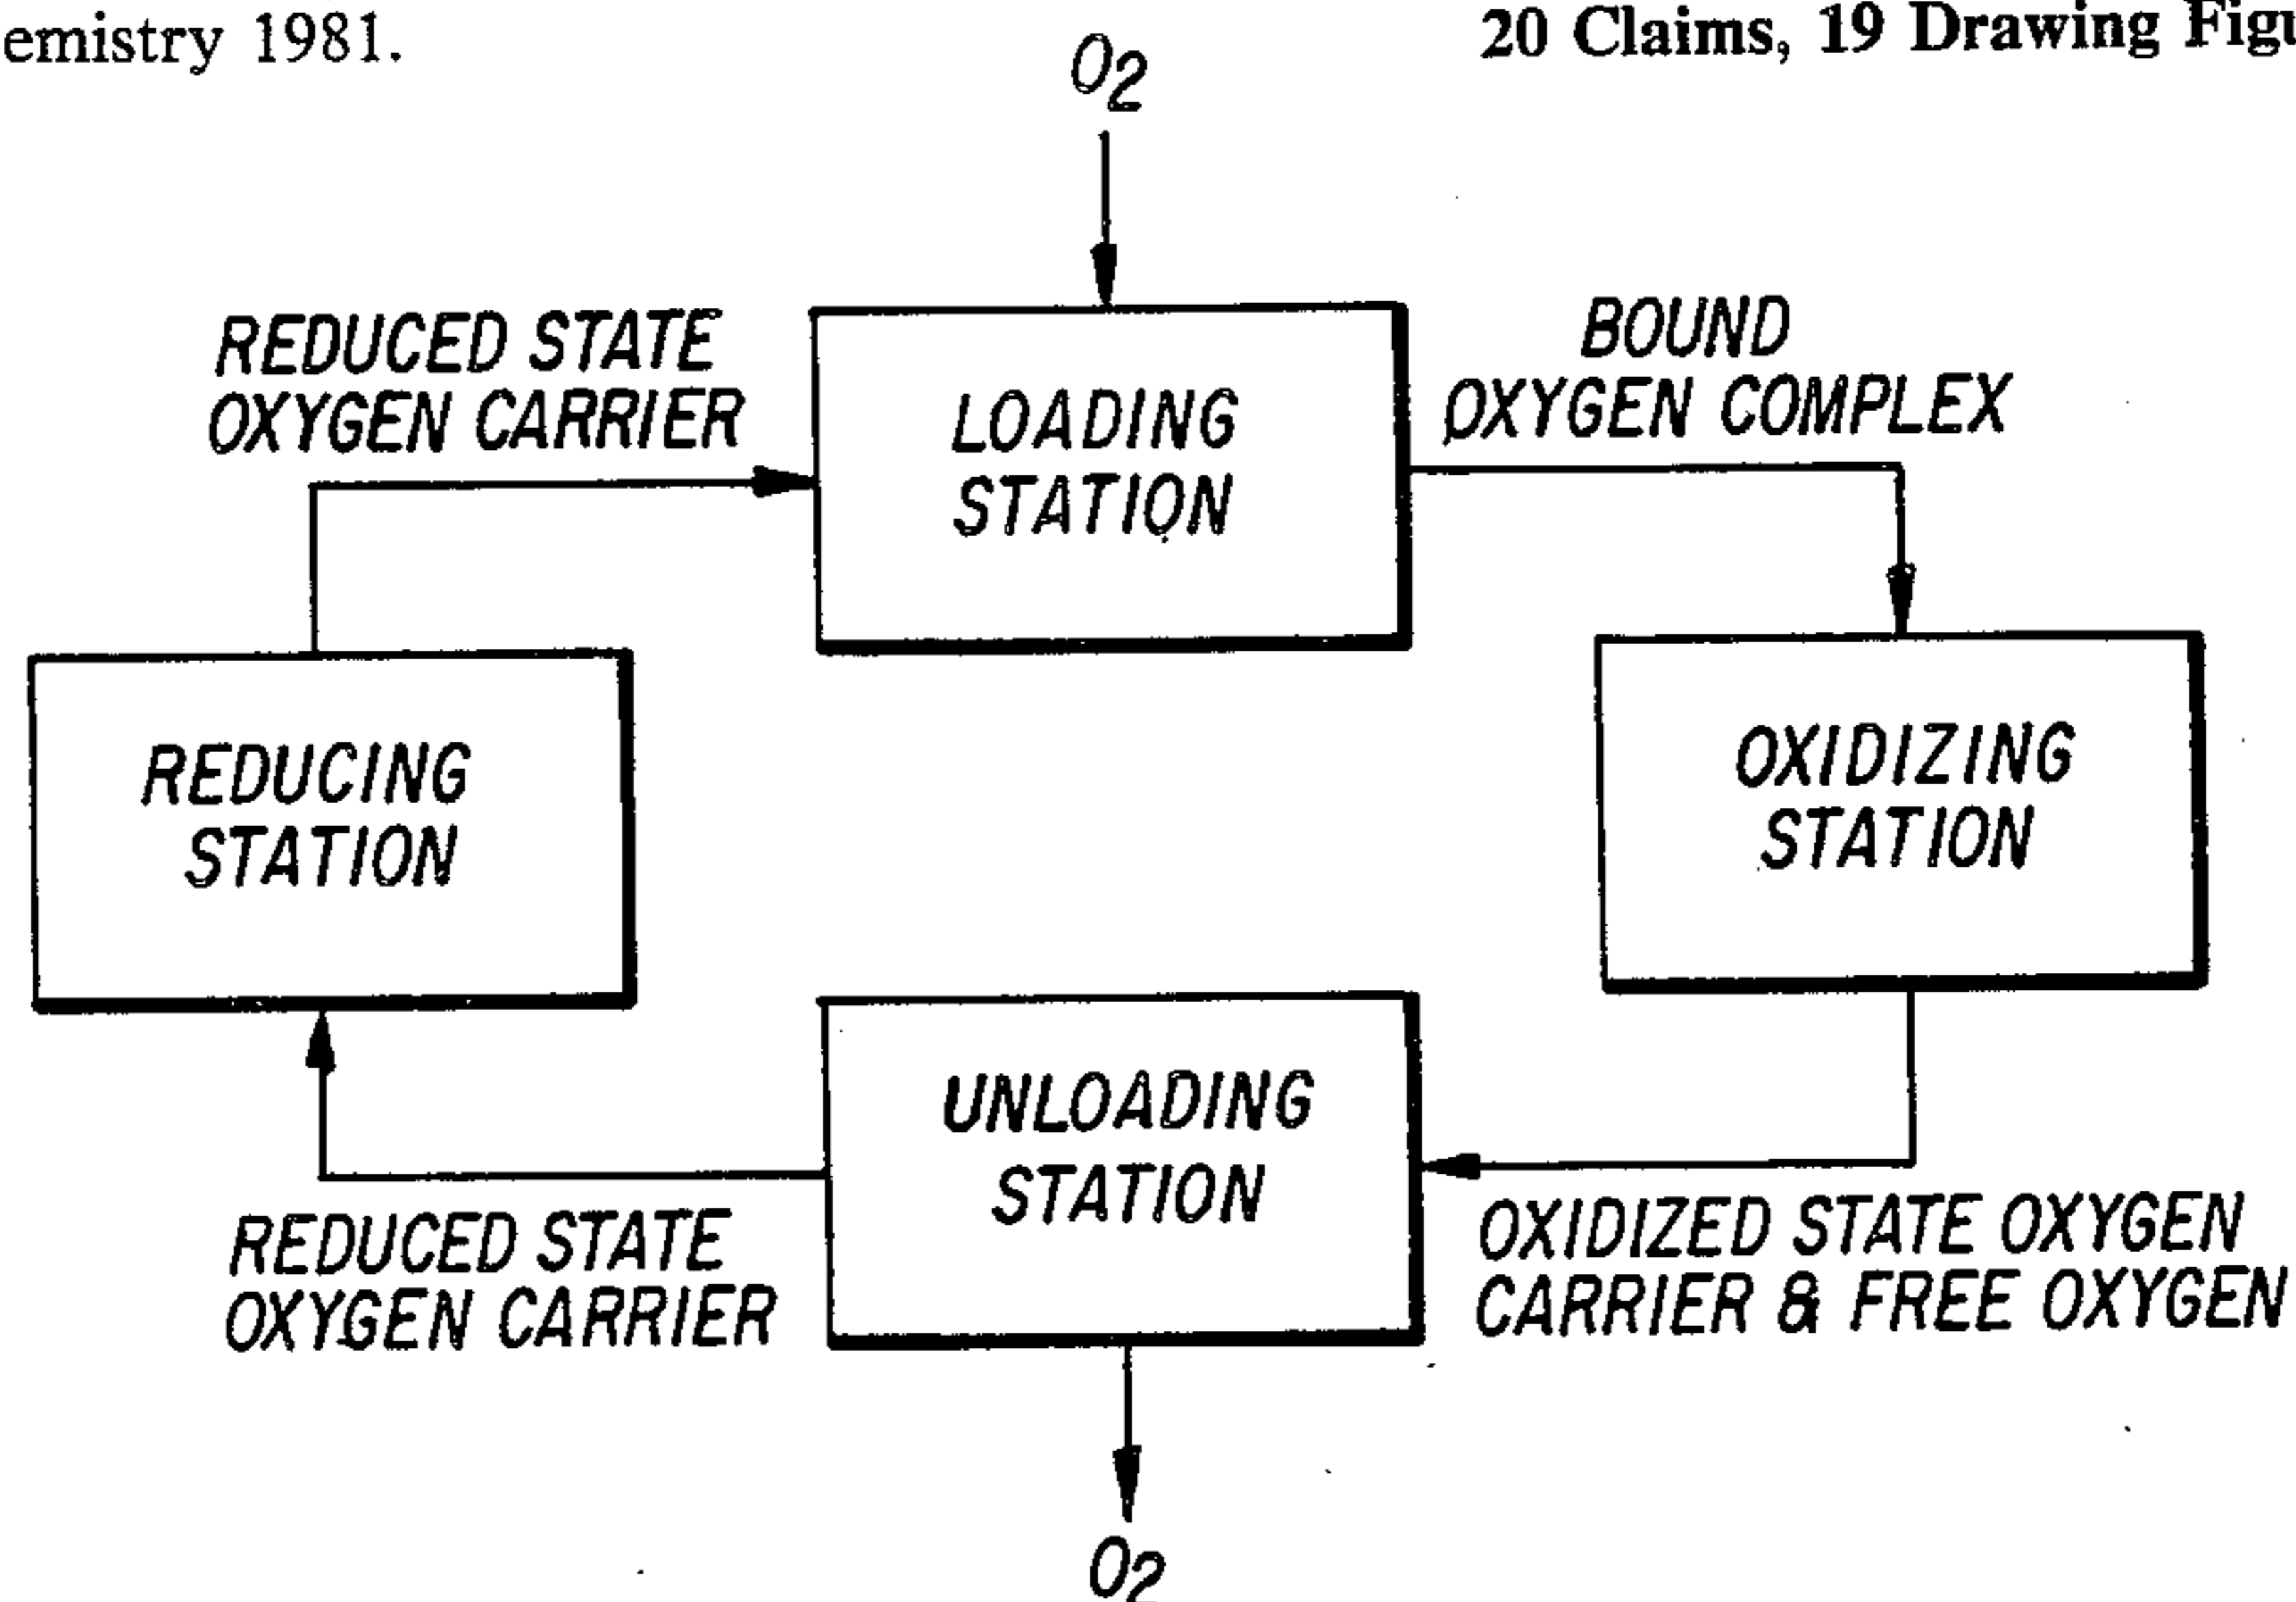 emistry 1981.
20 Claims, 19 Drawing Figu
O2
REDUCED STATE
OXYGEN CARRIER
LOADING
STATION
BOUND
OXYGEN COMPLEX
REDUCING
STATION
OXIDIZING
STATION
UNLOADING
STATION
REDUCED STATE
OXYGEN CARRIER
OXIDIZED STATE OXYGEN
CARRIER & FREE OXYGEN
O2